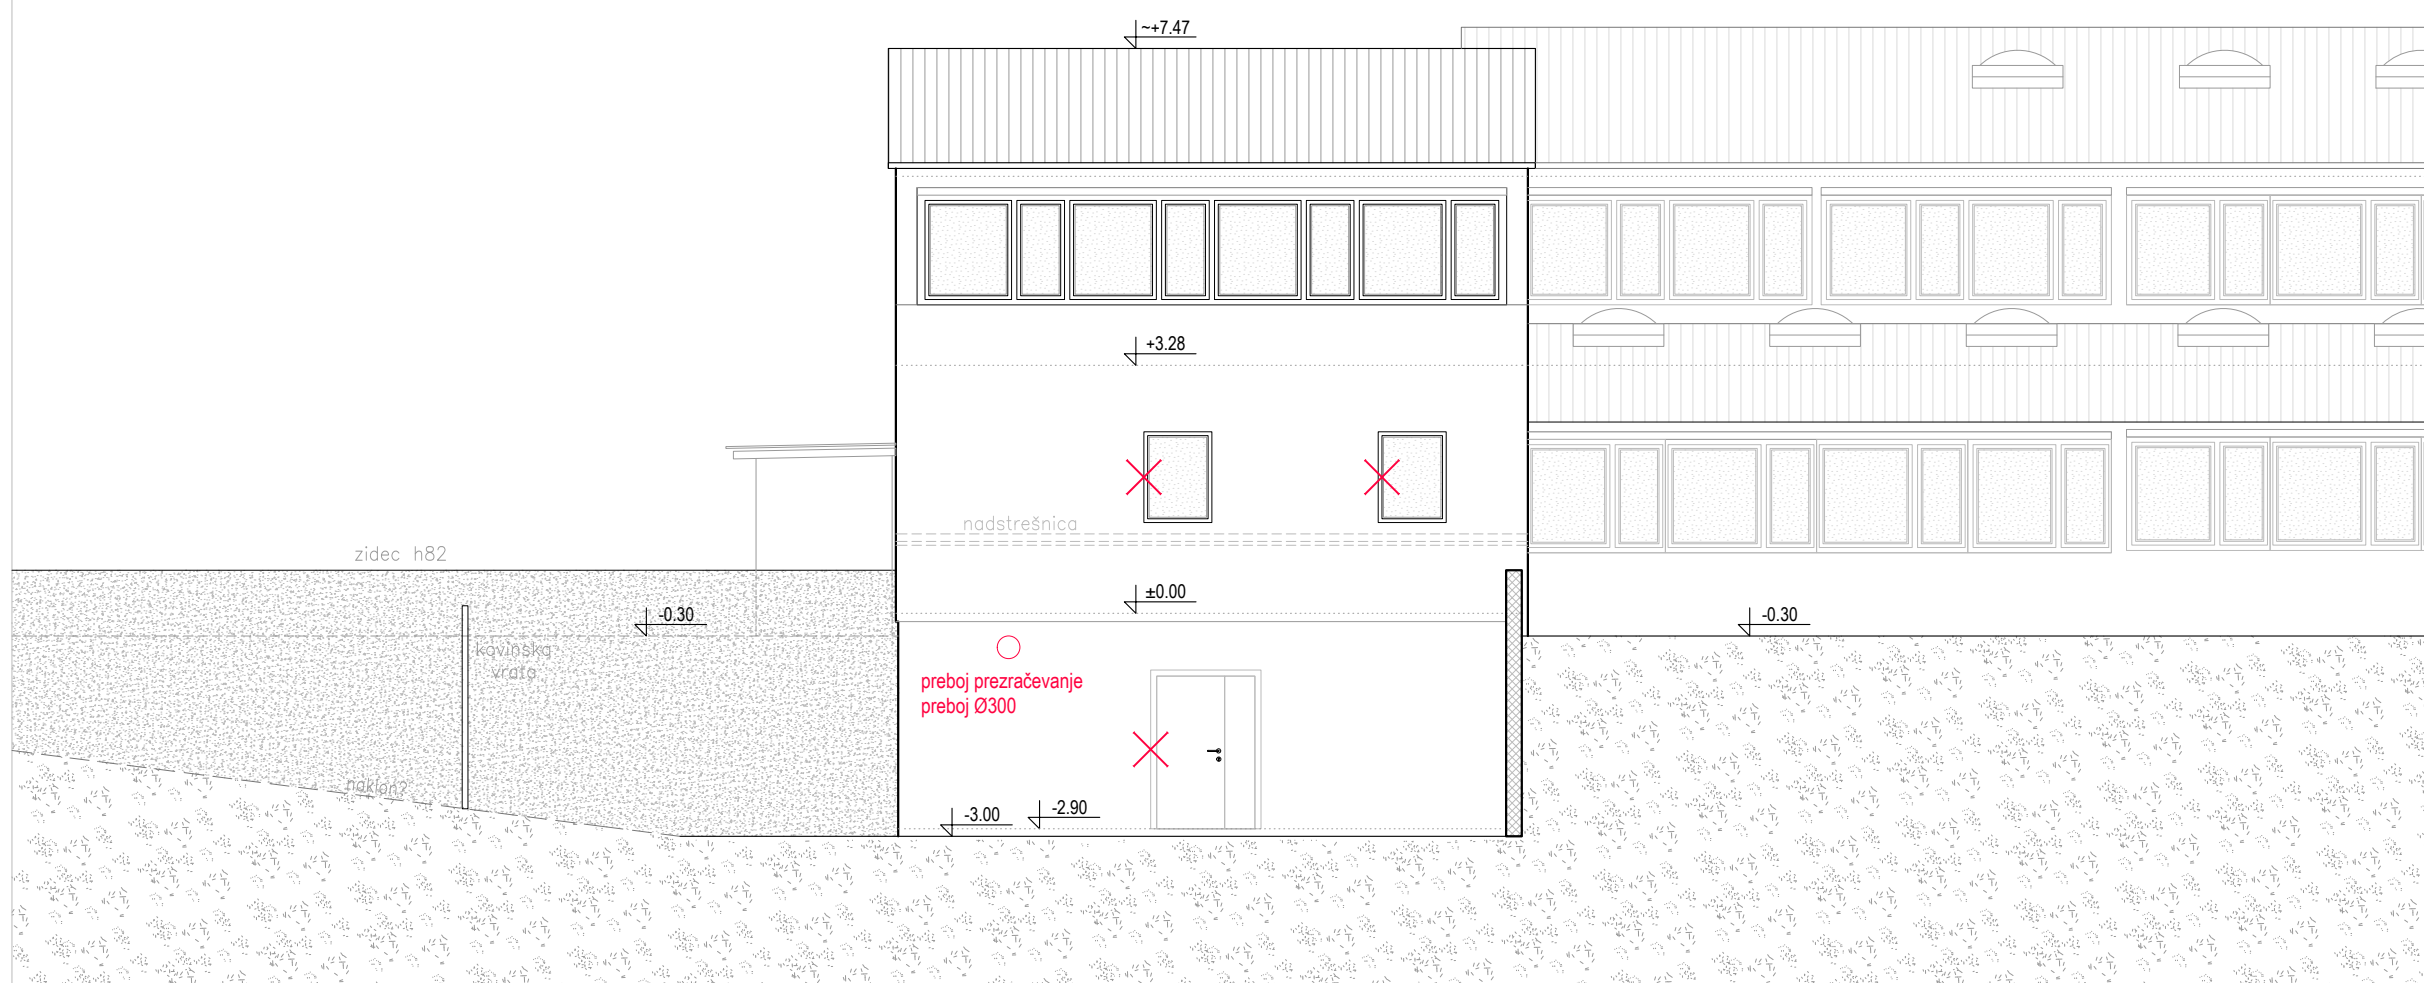 ~+7.47
+3.28
nadstrešnica
zidec h82
±0.00
-0.30
-0.30
kovinska
vrata
preboj prezračevanje
preboj Ø300
naklon?
-3.00
-2.90